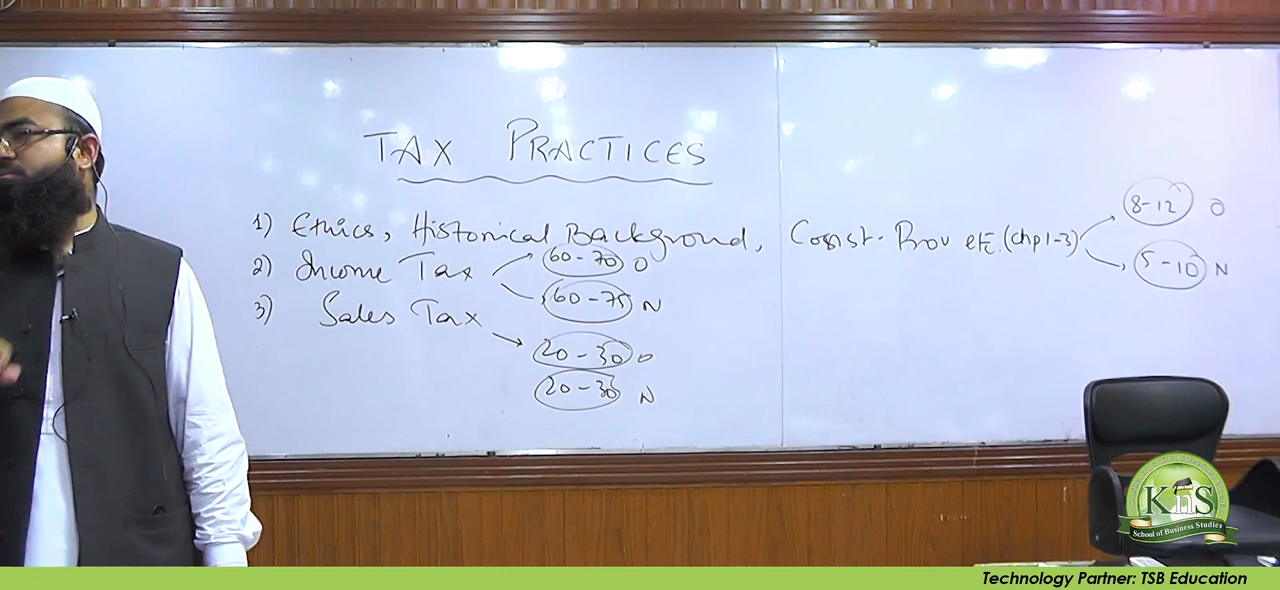 TAX PRACTICES
1) Ethics, Historical Background, Const. Prov etc. (chp 1-3) 8-12 O
5-10 N
2) Income Tax 60-70 O
60-75 N
3) Sales Tax
20-30 O
20-30 N
KnS
School of Business Studies
Technology Partner: TSB Education